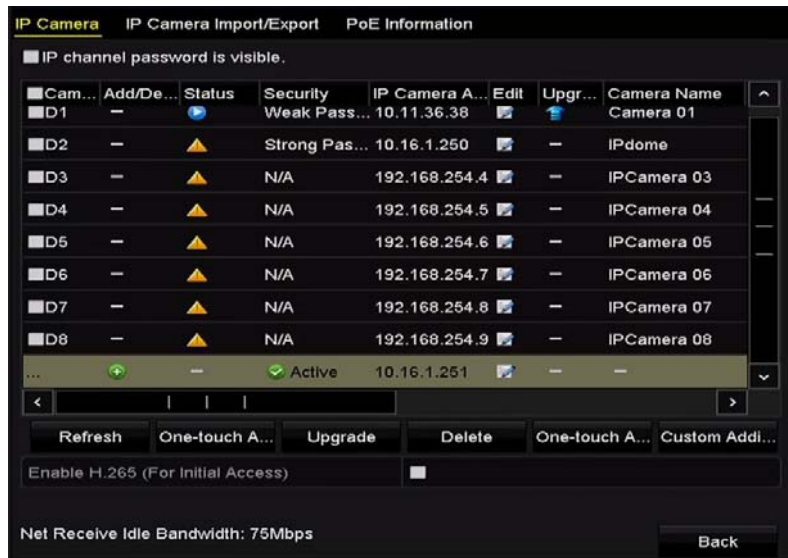 IP Camera IP Camera Import/Export PoE Information
IP channel password is visible.
Cam... Add/De... Status Security IP Camera A... Edit Upgr... Camera Name
D1 – Weak Pass... 10.11.36.38 Camera 01
D2 – Strong Pas... 10.16.1.250 – IPdome
D3 – N/A 192.168.254.4 – IPCamera 03
D4 – N/A 192.168.254.5 – IPCamera 04
D5 – N/A 192.168.254.6 – IPCamera 05
D6 – N/A 192.168.254.7 – IPCamera 06
D7 – N/A 192.168.254.8 – IPCamera 07
D8 – N/A 192.168.254.9 – IPCamera 08
... – Active 10.16.1.251 – –
Refresh One-touch A... Upgrade Delete One-touch A... Custom Addi...
Enable H.265 (For Initial Access)
Net Receive Idle Bandwidth: 75Mbps
Back